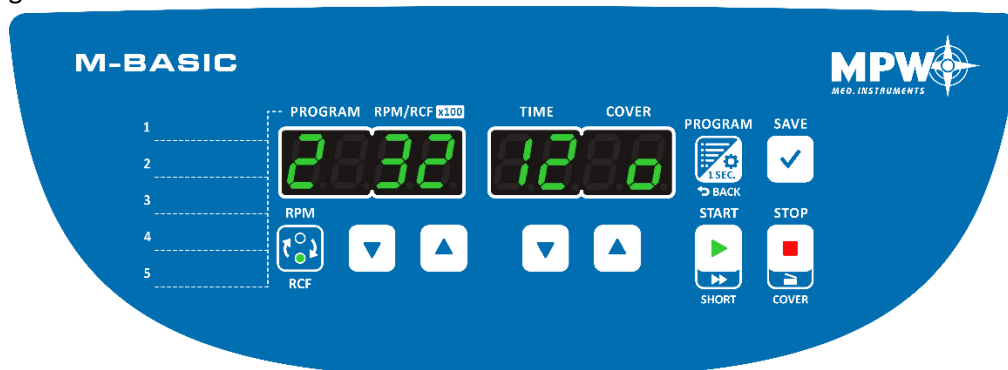 g
M-BASIC
MPW
MED. INSTRUMENTS
PROGRAM RPM/RCF x100 TIME COVER
2 32 12 o
PROGRAM SAVE
1 SEC.
BACK
1
2
3
4
5
RPM
RCF
START STOP
SHORT COVER